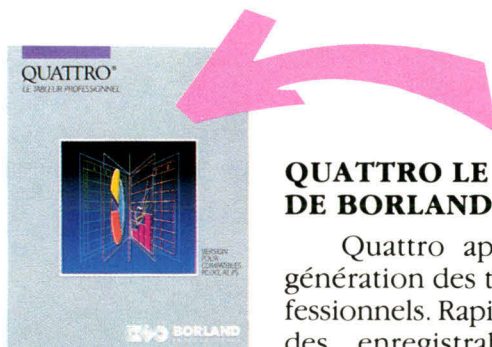 QUATTRO®
LE TABLEUR PROFESSIONNEL
VERSION
POUR
COMPATIBLES
PC/XT, AT, PS
BORLAND
QUATTRO LE
DE BORLAND
Quattro ap
génération des t
fessionnels. Rapi
des enregistral